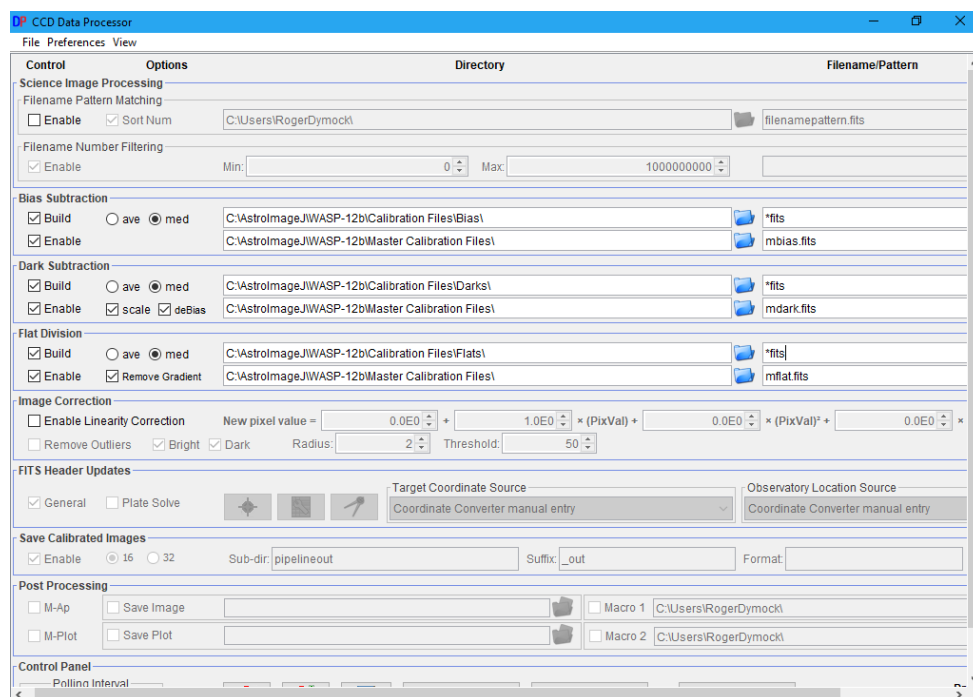 DP CCD Data Processor
File Preferences View
Control Options Directory Filename/Pattern
Science Image Processing
Filename Pattern Matching
Enable Sort Num C:\Users\RogerDymock\ filenamepattern.fits
Filename Number Filtering
Enable Min: 0 Max: 1000000000
Bias Subtraction
Build ave med C:\AstroImageJ\WASP-12b\Calibration Files\Bias\ *fits
Enable C:\AstroImageJ\WASP-12b\Master Calibration Files\ mbias.fits
Dark Subtraction
Build ave med C:\AstroImageJ\WASP-12b\Calibration Files\Darks\ *fits
Enable scale deBias C:\AstroImageJ\WASP-12b\Master Calibration Files\ mdark.fits
Flat Division
Build ave med C:\AstroImageJ\WASP-12b\Calibration Files\Flats\ *fits
Enable Remove Gradient C:\AstroImageJ\WASP-12b\Master Calibration Files\ mflat.fits
Image Correction
Enable Linearity Correction New pixel value = 0.0E0 + 1.0E0 × (PixVal) + 0.0E0 × (PixVal)² + 0.0E0 ×
Remove Outliers Bright Dark Radius: 2 Threshold: 50
FITS Header Updates
Target Coordinate Source Observatory Location Source
General Plate Solve Coordinate Converter manual entry Coordinate Converter manual entry
Save Calibrated Images
Enable 16 32 Sub-dir: pipelineout Suffix: _out Format:
Post Processing
M-Ap Save Image Macro 1 C:\Users\RogerDymock\
M-Plot Save Plot Macro 2 C:\Users\RogerDymock\
Control Panel
Polling Interval